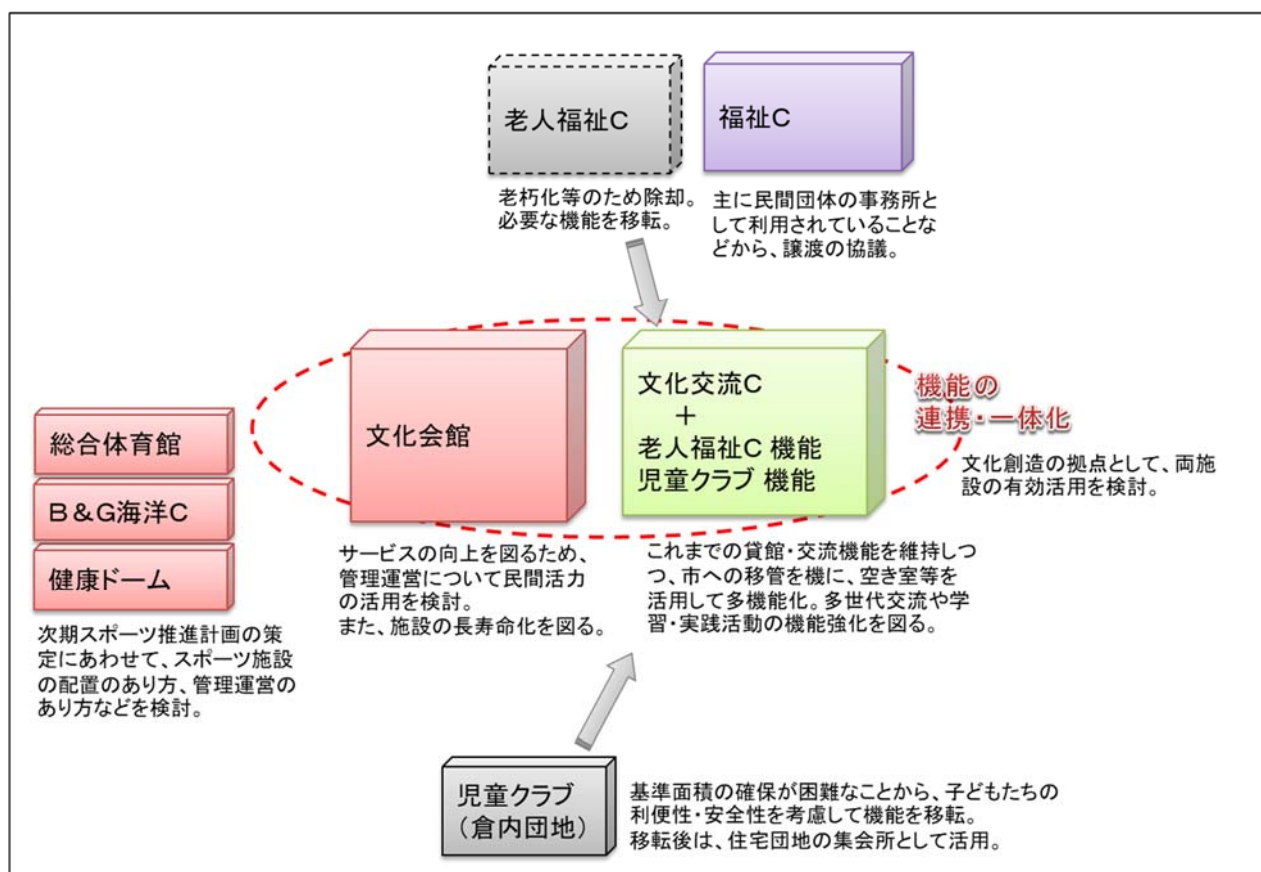 老人福祉C
老朽化等のため除却。
必要な機能を移転。
福祉C
主に民間団体の事務所と
して利用されていることな
どから、譲渡の協議。
総合体育館
B&G海洋C
健康ドーム
次期スポーツ推進計画の策
定にあわせて、スポーツ施設
の配置のあり方、管理運営の
あり方などを検討。
文化会館
サービスの向上を図るため、
管理運営について民間活力
の活用を検討。
また、施設の長寿命化を図る。
文化交流C
+
老人福祉C 機能
児童クラブ 機能
これまでの貸館・交流機能を維持しつ
つ、市への移管を機に、空き室等を
活用して多機能化。多世代交流や学
習・実践活動の機能強化を図る。
機能の
連携・一体化
文化創造の拠点として、両施
設の有効活用を検討。
児童クラブ
(倉内団地)
基準面積の確保が困難なことから、子どもたちの
利便性・安全性を考慮して機能を移転。
移転後は、住宅団地の集会所として活用。